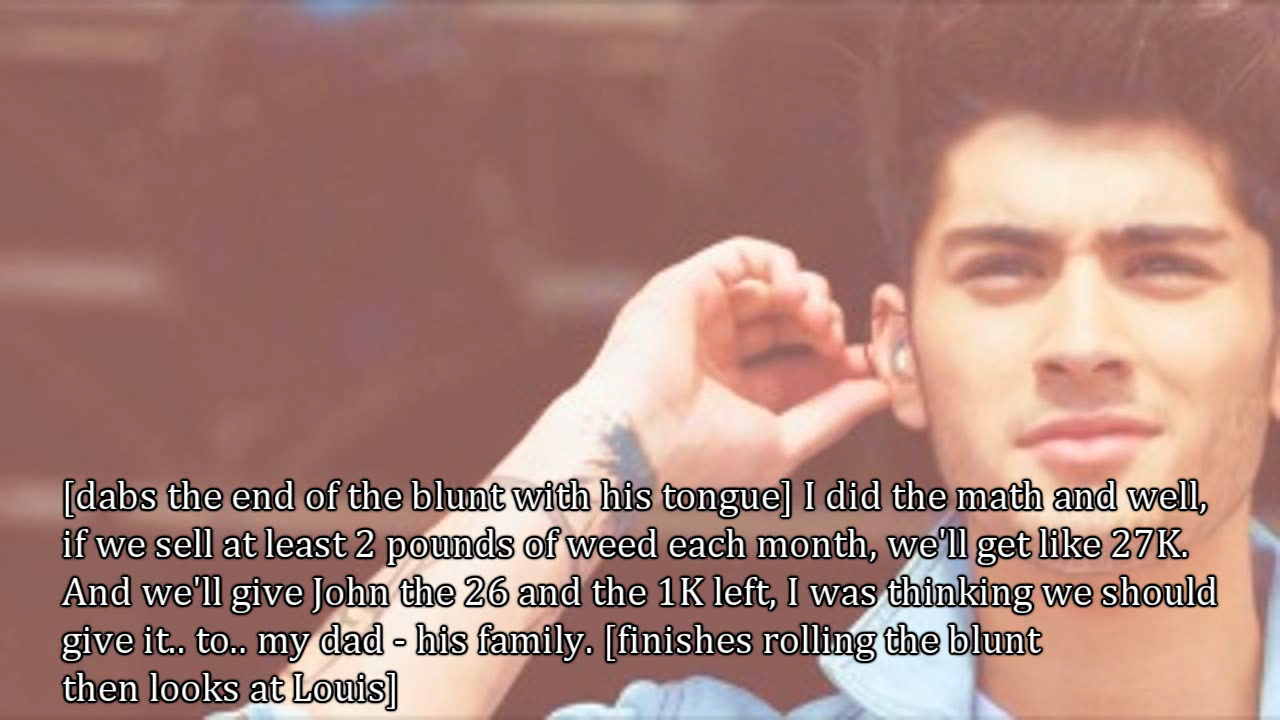 [dabs the end of the blunt with his tongue] I did the math and well,
if we sell at least 2 pounds of weed each month, we'll get like 27K.
And we'll give John the 26 and the 1K left, I was thinking we should
give it.. to.. my dad - his family. [finishes rolling the blunt
then looks at Louis]